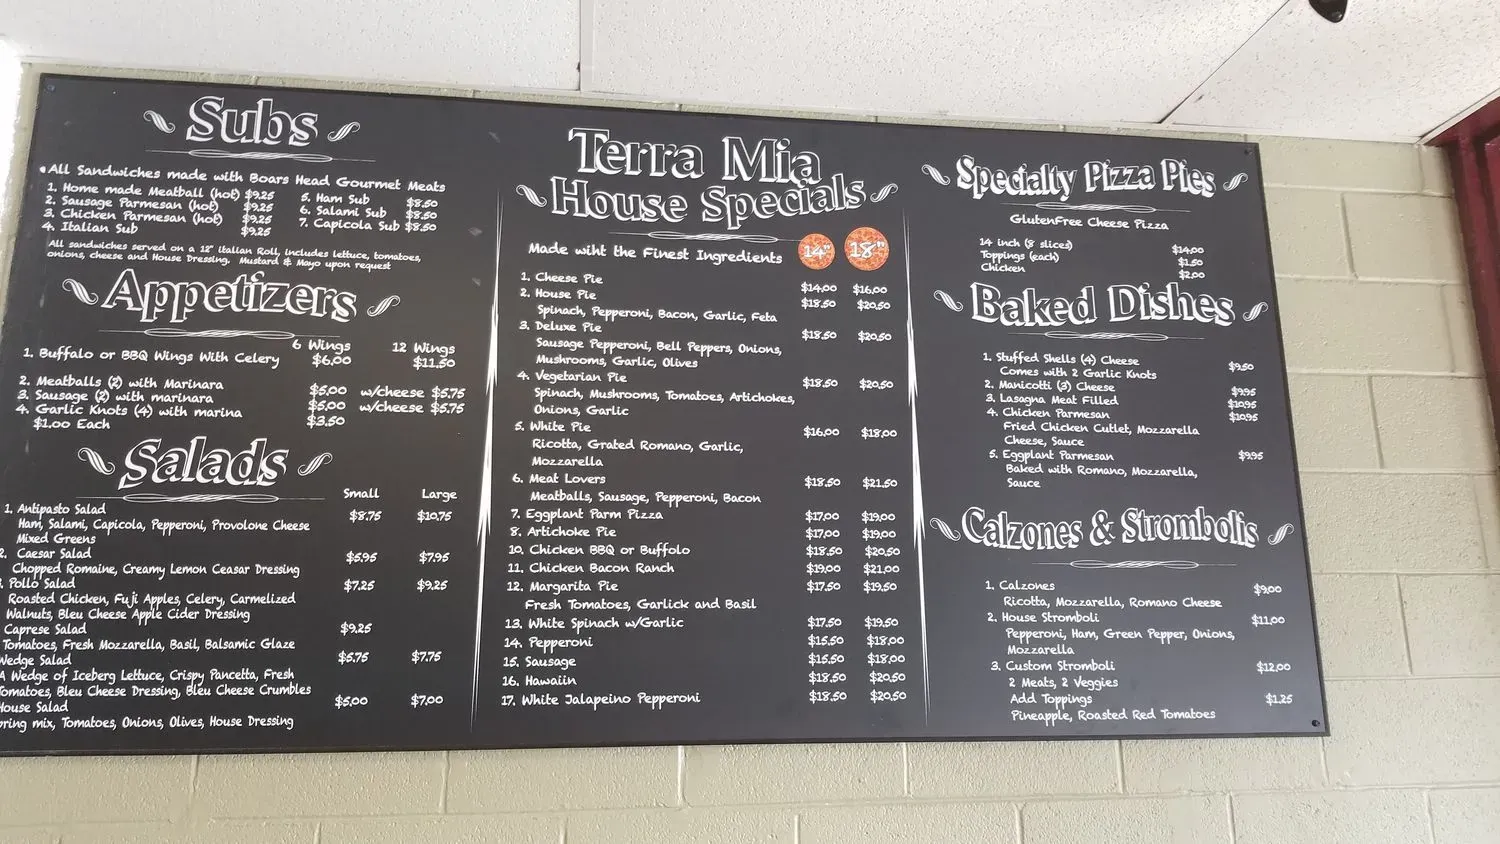 Subs
All Sandwiches made with Boars Head Gourmet Meats
1. Home made Meatball (hot) $9.25
2. Sausage Parmesan (hot) $9.25
3. Chicken Parmesan (hot) $9.25
4. Italian Sub $9.25
5. Ham Sub $8.50
6. Salami Sub $8.50
7. Capicola Sub $8.50
All sandwiches served on a 12" Italian Roll, includes lettuce, tomatoes,
onions, cheese and House Dressing. Mustard & Mayo upon request
Appetizers
6 Wings 12 Wings
1. Buffalo or BBQ Wings With Celery $6.00 $11.50
2. Meatballs (2) with Marinara $5.00 w/cheese $5.75
3. Sausage (2) with marinara $5.00 w/cheese $5.75
4. Garlic Knots (4) with marina $3.50
$1.00 Each
Salads
Small Large
1. Antipasto Salad $8.75 $10.75
Ham, Salami, Capicola, Pepperoni, Provolone Cheese
Mixed Greens
2. Caesar Salad $5.95 $7.95
Chopped Romaine, Creamy Lemon Ceasar Dressing
Pollo Salad $7.25 $9.25
Roasted Chicken, Fuji Apples, Celery, Carmelized
Walnuts, Bleu Cheese Apple Cider Dressing
Caprese Salad $9.25
Tomatoes, Fresh Mozzarella, Basil, Balsamic Glaze
Wedge Salad $5.75 $7.75
A Wedge of Iceberg Lettuce, Crispy Pancetta, Fresh
Tomatoes, Bleu Cheese Dressing, Bleu Cheese Crumbles
House Salad $5.00 $7.00
pring mix, Tomatoes, Onions, Olives, House Dressing
Terra Mia
House Specials
Made wiht the Finest Ingredients 14" 18"
1. Cheese Pie $14.00 $16.00
2. House Pie $18.50 $20.50
Spinach, Pepperoni, Bacon, Garlic, Feta
3. Deluxe Pie $18.50 $20.50
Sausage Pepperoni, Bell Peppers, Onions,
Mushrooms, Garlic, Olives
4. Vegetarian Pie $18.50 $20.50
Spinach, Mushrooms, Tomatoes, Artichokes,
Onions, Garlic
5. White Pie $16.00 $18.00
Ricotta, Grated Romano, Garlic,
Mozzarella
6. Meat Lovers $18.50 $21.50
Meatballs, Sausage, Pepperoni, Bacon
7. Eggplant Parm Pizza $17.00 $19.00
8. Artichoke Pie $17.00 $19.00
10. Chicken BBQ or Buffolo $18.50 $20.50
11. Chicken Bacon Ranch $19.00 $21.00
12. Margarita Pie $17.50 $19.50
Fresh Tomatoes, Garlick and Basil
13. White Spinach w/Garlic $17.50 $19.50
14. Pepperoni $15.50 $18.00
15. Sausage $15.50 $18.00
16. Hawaiin $18.50 $20.50
17. White Jalapeino Pepperoni $18.50 $20.50
Specialty Pizza Pies
GlutenFree Cheese Pizza
14 inch (8 slices) $14.00
Toppings (each) $1.50
Chicken $2.00
Baked Dishes
1. Stuffed Shells (4) Cheese $9.50
Comes with 2 Garlic Knots
2. Manicotti (3) Cheese $9.95
3. Lasagna Meat Filled $10.95
4. Chicken Parmesan $10.95
Fried Chicken Cutlet, Mozzarella
Cheese, Sauce
5. Eggplant Parmesan $9.95
Baked with Romano, Mozzarella,
Sauce
Calzones & Strombolis
1. Calzones $9.00
Ricotta, Mozzarella, Romano Cheese
2. House Stromboli $11.00
Pepperoni, Ham, Green Pepper, Onions,
Mozzarella
3. Custom Stromboli $12.00
2 Meats, 2 Veggies
Add Toppings $1.25
Pineapple, Roasted Red Tomatoes